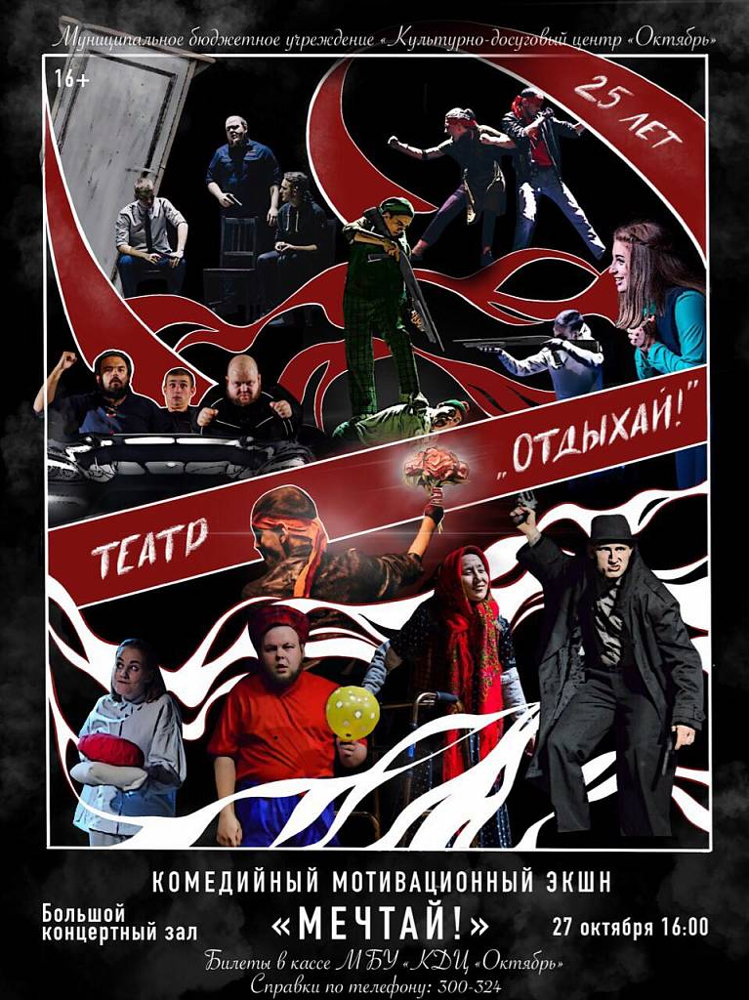 Муниципальное бюджетное учреждение «Культурно-досуговый центр «Октябрь»
16+
25 ЛЕТ
ТЕАТР „ОТДЫХАЙ!”
КОМЕДИЙНЫЙ МОТИВАЦИОННЫЙ ЭКШН
Большой
концертный зал
«МЕЧТАЙ!»
27 октября 16:00
Билеты в кассе МБУ «КДЦ «Октябрь»
Справки по телефону: 300-324